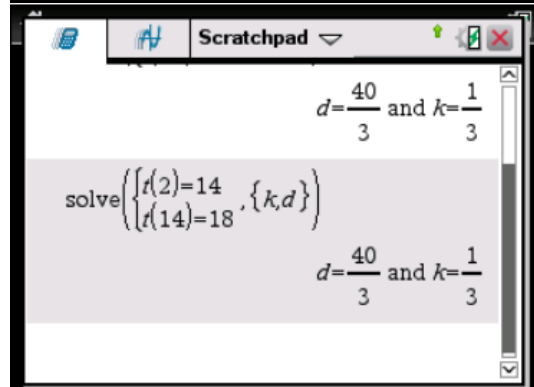 Scratchpad
d=40/3 and k=1/3
solve({t(2)=14
t(14)=18 ,{k,d})
d=40/3 and k=1/3